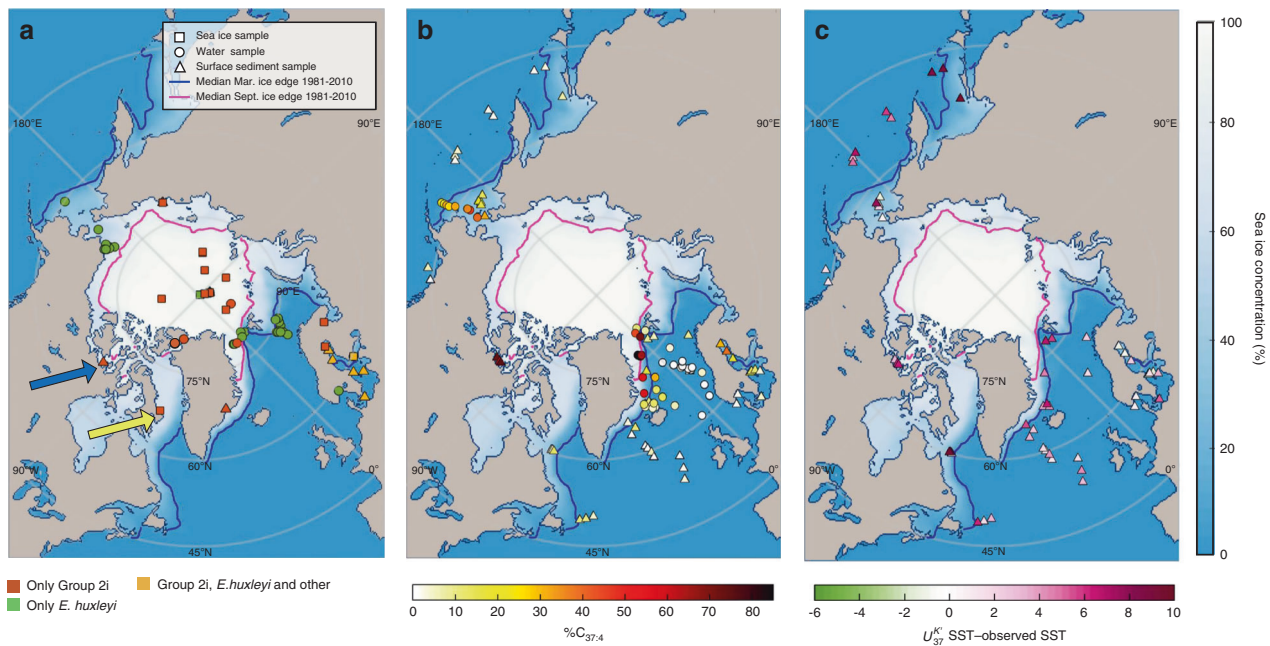 a
Sea ice sample
Water sample
Surface sediment sample
Median Mar. ice edge 1981-2010
Median Sept. ice edge 1981-2010
180°E
90°E
90°E
75°N
60°N
90°W
0°
45°N
Only Group 2i
Group 2i, E.huxleyi and other
Only E. huxleyi
b
180°E
90°E
75°N
60°N
90°W
0°
45°N
0 10 20 30 40 50 60 70 80
%C37:4
c
180°E
90°E
75°N
60°N
90°W
0°
45°N
-6 -4 -2 0 2 4 6 8 10
U37K' SST–observed SST
100
80
60
40
20
0
Sea ice concentration (%)